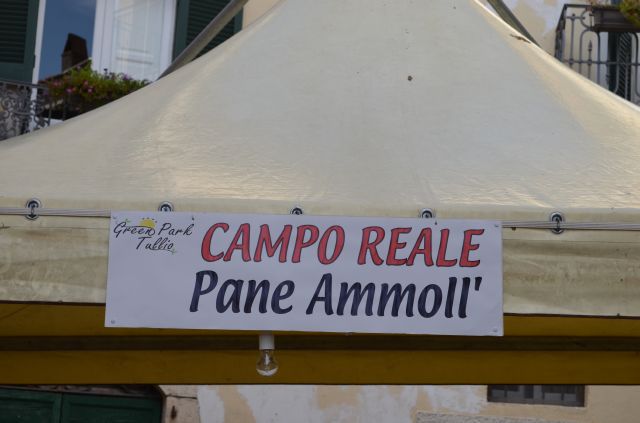 Green Park
Tullio
CAMPO REALE
Pane Ammoll'